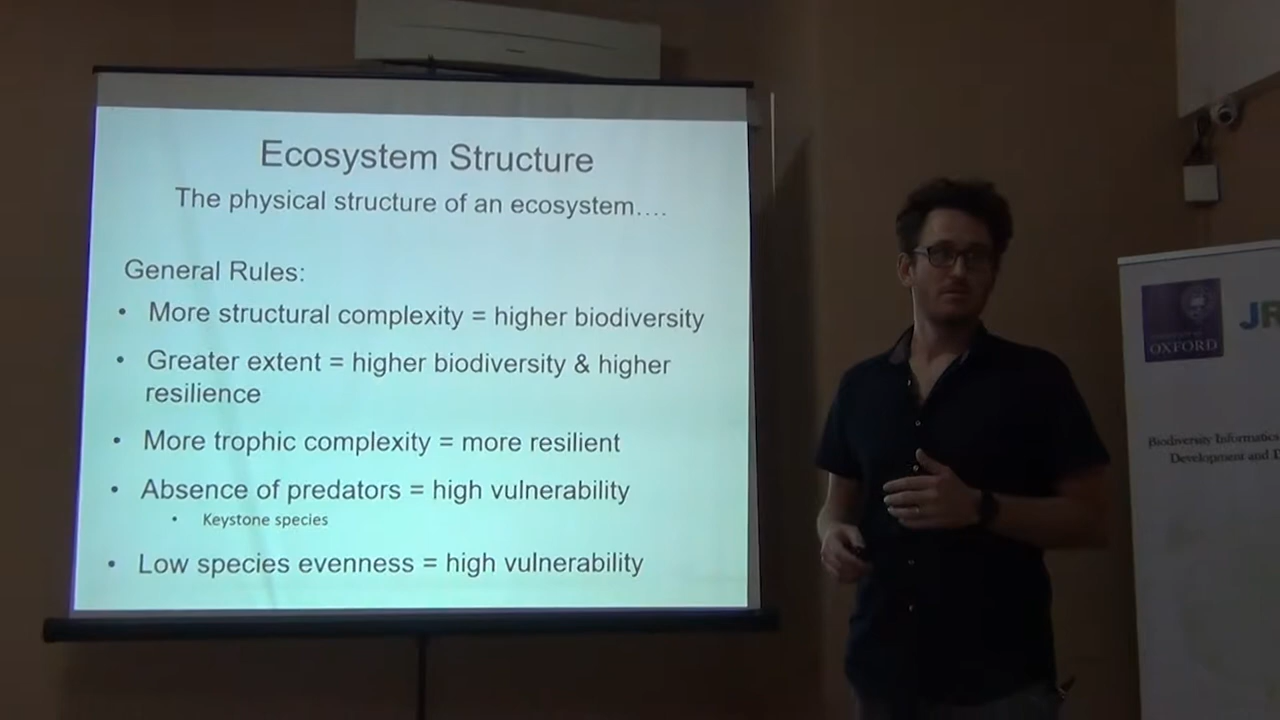 Ecosystem Structure
The physical structure of an ecosystem….
General Rules:
• More structural complexity = higher biodiversity
• Greater extent = higher biodiversity & higher
resilience
• More trophic complexity = more resilient
• Absence of predators = high vulnerability
• Keystone species
• Low species evenness = high vulnerability
OXFORD
JR
Biodiversity Informatics
Development and